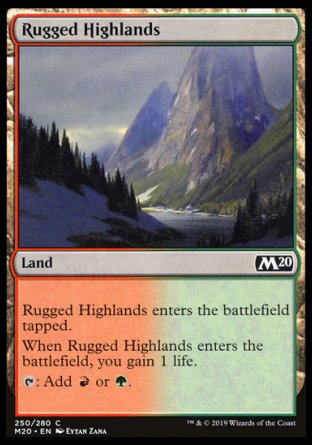 Rugged Highlands
Land
M20
Rugged Highlands enters the battlefield
tapped.
When Rugged Highlands enters the
battlefield, you gain 1 life.
: Add or .
250/280 C
M20 • EN Eytan Zana
™ & © 2019 Wizards of the Coast